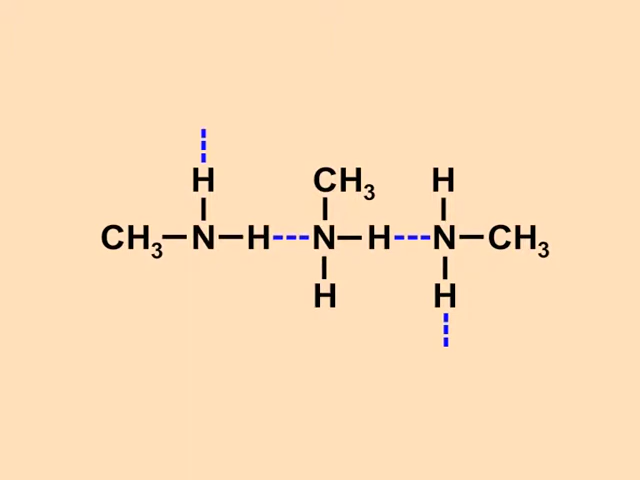 H CH₃ H
CH₃–N–H---N–H---N–CH₃
H H